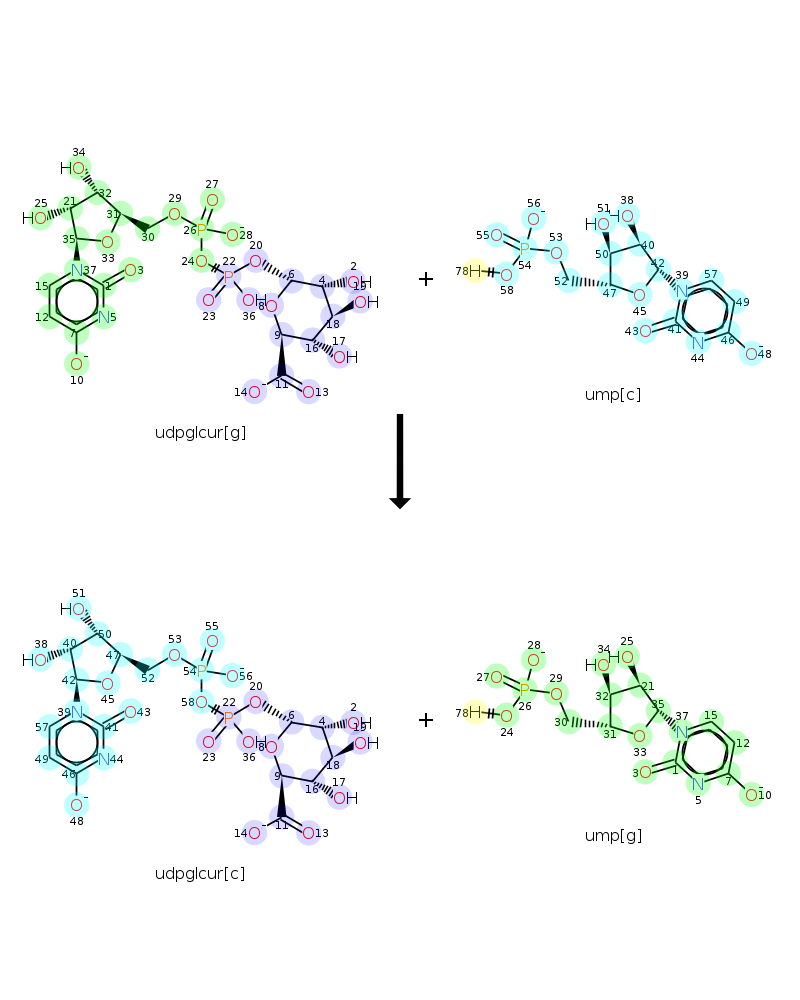 34
HO
25
HO
21
32
31
35
O
33
30
29
O
27
O
26
P
O-
28
24
O
22
P
20
O
23
O
36
OH
N
37
15
1
O
3
12
N
5
7
O-
10
6
4
2
OH
19
OH
8
O
18
9
16
17
OH
11
14
O-
O
13
udpglcur[g]
+
56
O-
55
O
54
P
53
O
78
H
O
58
52
51
HO
38
HO
50
40
42
47
O
45
39
N
57
49
43
O
41
N
44
46
O-
48
ump[c]
51
HO
38
HO
40
50
47
42
O
45
52
53
O
55
O
54
P
O-
56
58
O
22
P
20
O
23
O
36
OH
39
N
57
41
O
43
49
N
44
46
O-
48
6
4
2
OH
19
OH
8
O
18
9
16
17
OH
11
14
O-
O
13
udpglcur[c]
+
28
O-
27
O
26
P
29
O
78
H
O
24
30
34
HO
25
HO
32
21
35
31
O
33
37
N
15
12
3
O
1
N
5
7
O-
10
ump[g]